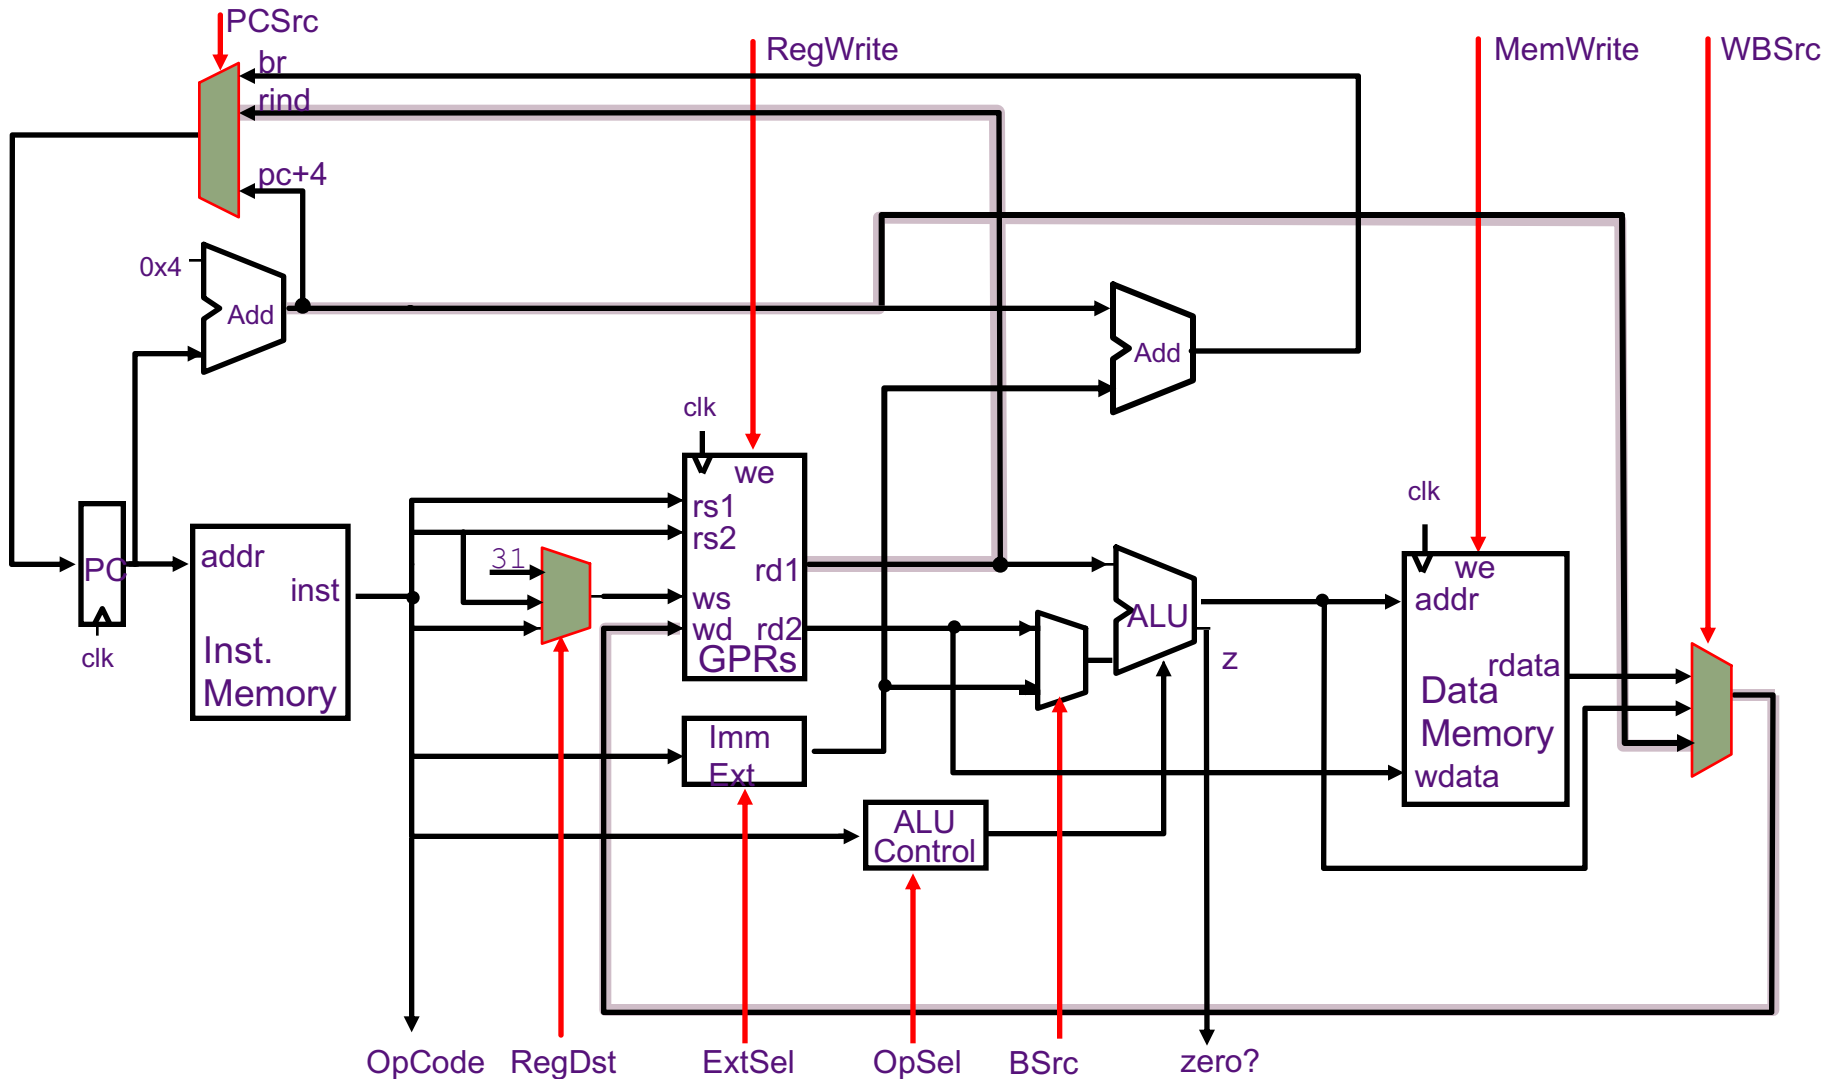 PCSrc
RegWrite
MemWrite
WBSrc
br
rind
pc+4
0x4
Add
Add
clk
we
rs1
rs2
rd1
ws
wd
rd2
GPRs
31
PC
clk
addr
inst
Inst.
Memory
Imm
Ext
ALU
Control
ALU
z
clk
we
addr
rdata
Data
Memory
wdata
OpCode
RegDst
ExtSel
OpSel
BSrc
zero?